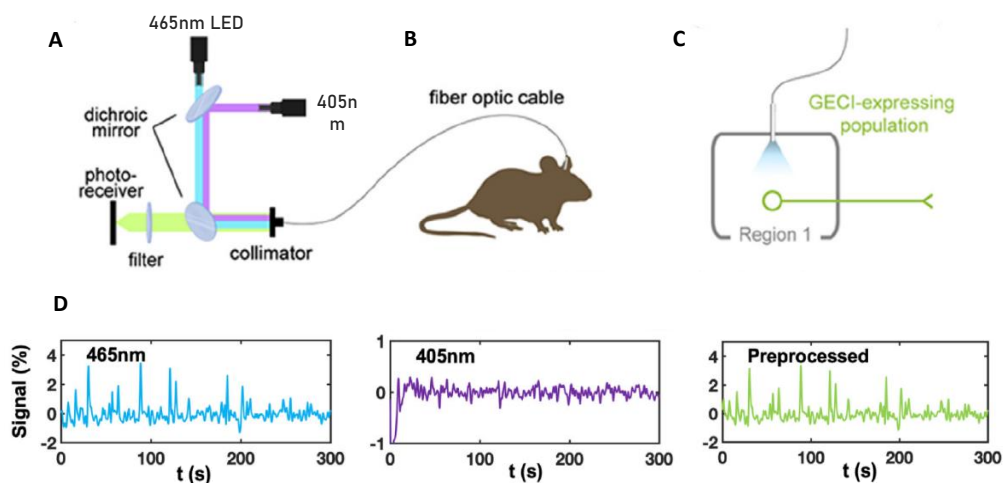 A
465nm LED
B
C
405n
m
dichroic
mirror
photo-
receiver
filter
collimator
fiber optic cable
GECI-expressing
population
Region 1
D
Signal (%)
4
2
0
-2
465nm
0
100
200
300
t (s)
1
0
-1
405nm
0
100
200
300
t (s)
4
2
0
-2
Preprocessed
0
100
200
300
t (s)